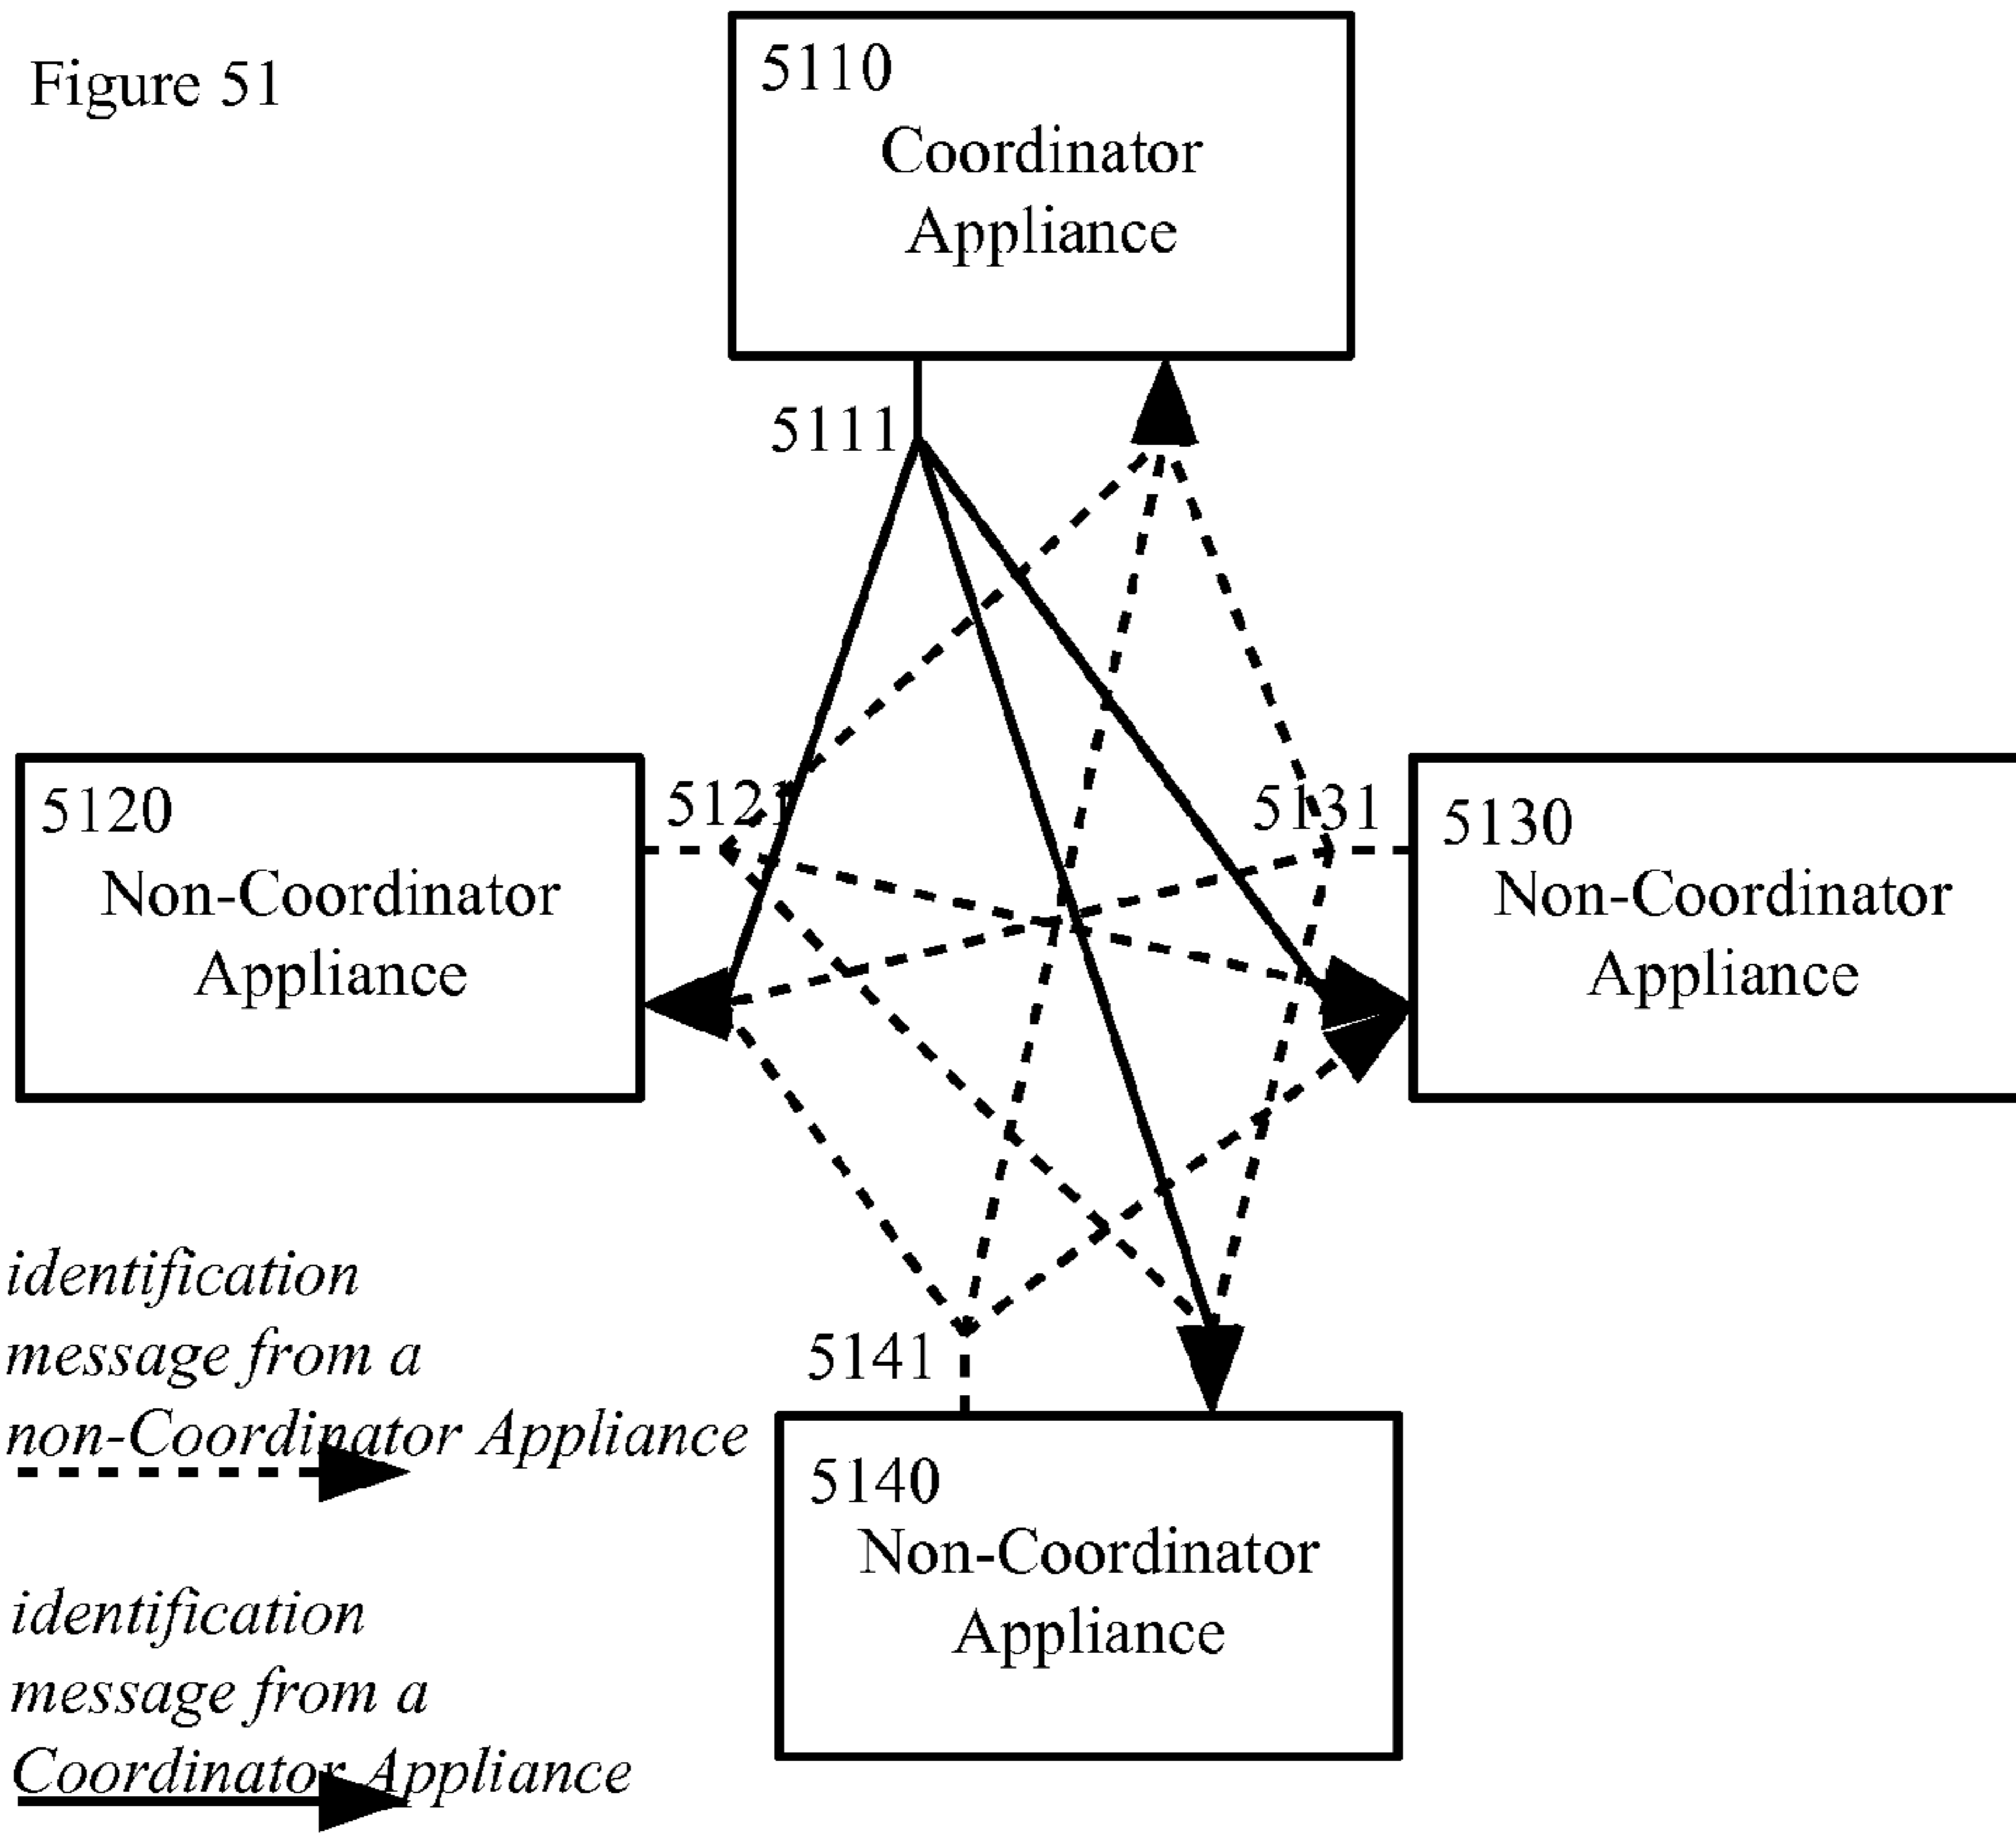 Figure 51
5110
Coordinator
Appliance
5111
5120
Non-Coordinator
Appliance
5121
5131
5130
Non-Coordinator
Appliance
identification
message from a
non-Coordinator Appliance
5141
5140
Non-Coordinator
Appliance
identification
message from a
Coordinator Appliance